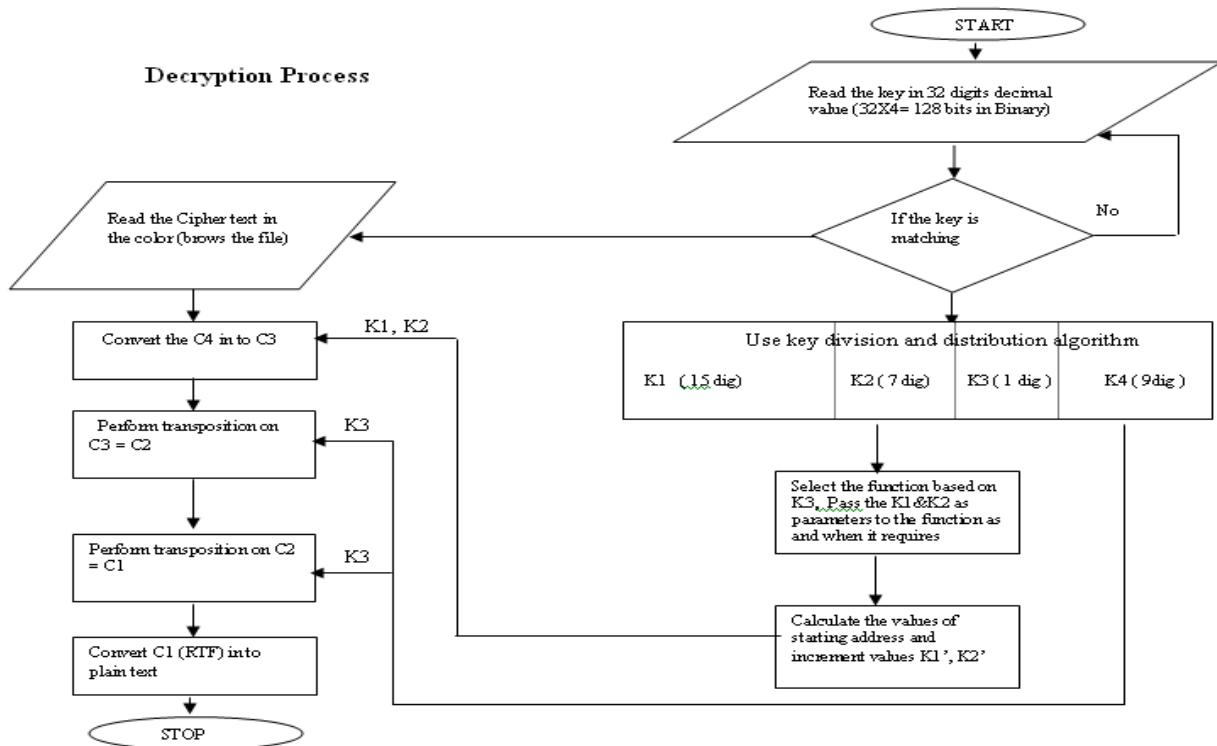 START
Decryption Process
Read the key in 32 digits decimal
value (32X4= 128 bits in Binary)
If the key is
matching
No
Read the Cipher text in
the color (brows the file)
Use key division and distribution algorithm
K1 (15 dig)
K2 ( 7 dig)
K3 ( 1 dig )
K4 ( 9dig )
Select the function based on
K3, Pass the K1&K2 as
parameters to the function as
and when it requires
Calculate the values of
starting address and
increment values K1’, K2’
K1, K2
Convert the C4 in to C3
K3
Perform transposition on
C3 = C2
K3
Perform transposition on C2
= C1
Convert C1 (RTF) in to
plain text
STOP